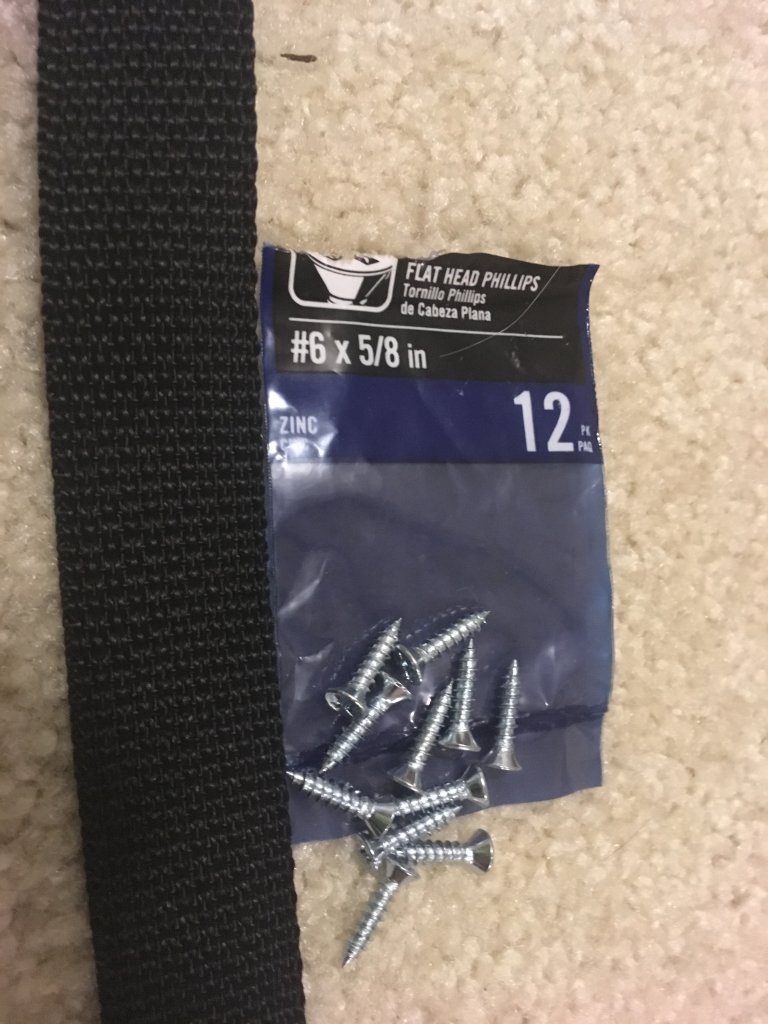 FLAT HEAD PHILLIPS
Tornillo Phillips
de Cabeza Plana
#6 x 5/8 in
ZINC
12 PK
PAQ